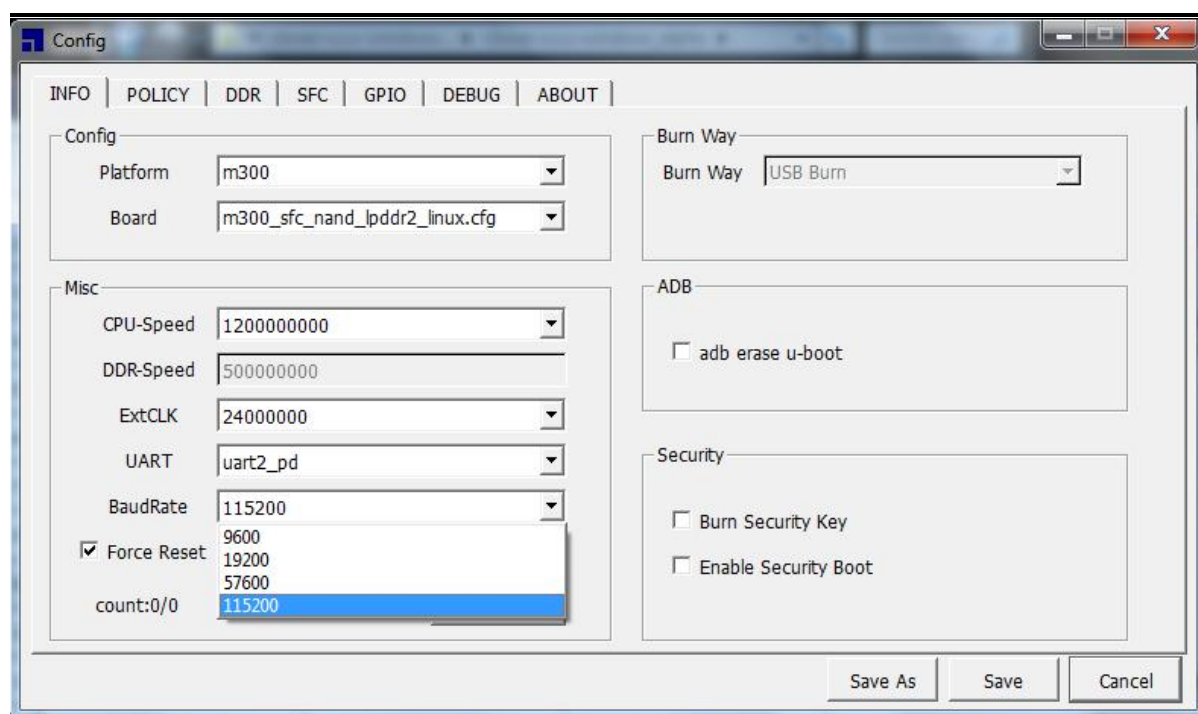 Config
INFO POLICY DDR SFC GPIO DEBUG ABOUT
Config
Platform m300
Board m300_sfc_nand_lpddr2_linux.cfg
Burn Way
Burn Way USB Burn
Misc
CPU-Speed 1200000000
DDR-Speed 500000000
ExtCLK 24000000
UART uart2_pd
BaudRate 115200
9600
Force Reset
19200
57600
count:0/0
115200
ADB
adb erase u-boot
Security
Burn Security Key
Enable Security Boot
Save As Save Cancel